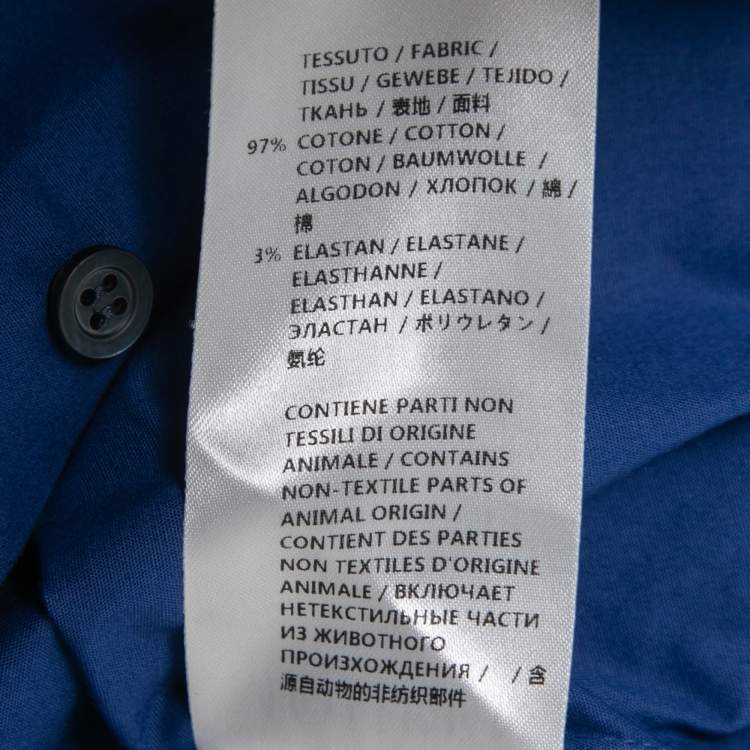 TESSUTO / FABRIC /
TISSU / GEWEBE / TEJIDO /
ТКАНЬ / 表地 / 面料
97% COTONE / COTTON /
COTON / BAUMWOLLE /
ALGODON / ХЛОПОК / 綿 /
棉
3% ELASTAN / ELASTANE /
ELASTHANNE /
ELASTHAN / ELASTANO /
ЭЛАСТАН / ポリウレタン /
氨纶
CONTIENE PARTI NON
TESSILI DI ORIGINE
ANIMALE / CONTAINS
NON-TEXTILE PARTS OF
ANIMAL ORIGIN /
CONTIENT DES PARTIES
NON TEXTILES D'ORIGINE
ANIMALE / ВКЛЮЧАЕТ
НЕТЕКСТИЛЬНЫЕ ЧАСТИ
ИЗ ЖИВОТНОГО
ПРОИЗХОЖДЕНИЯ / / 含
源自动物的非纺织部件